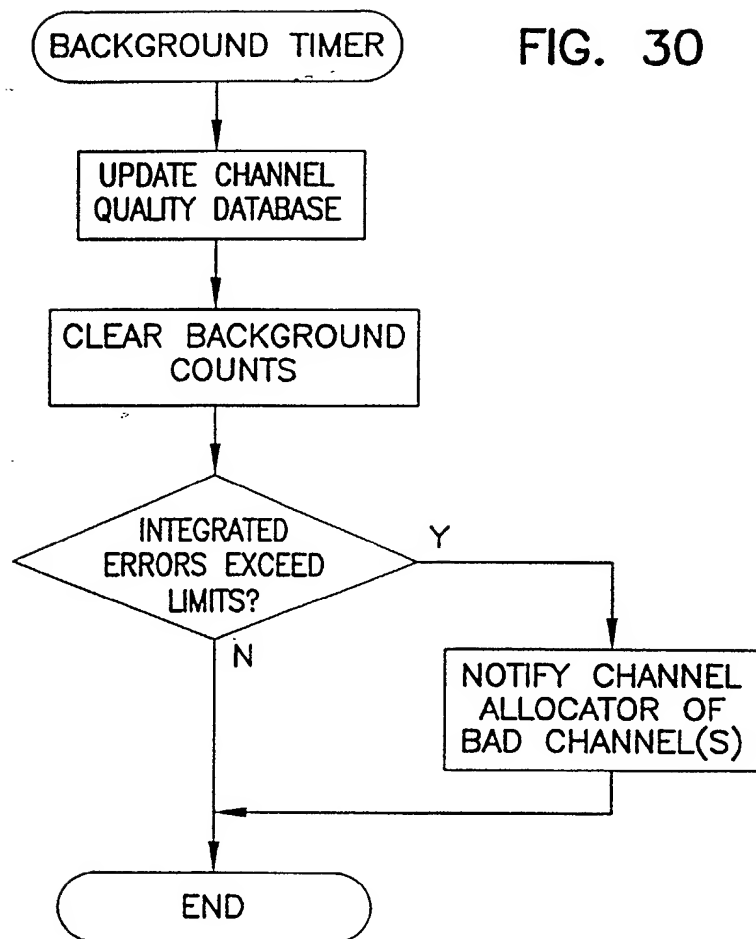 BACKGROUND TIMER
FIG. 30
UPDATE CHANNEL
QUALITY DATABASE
CLEAR BACKGROUND
COUNTS
INTEGRATED
ERRORS EXCEED
LIMITS?
Y
N
NOTIFY CHANNEL
ALLOCATOR OF
BAD CHANNEL(S)
END